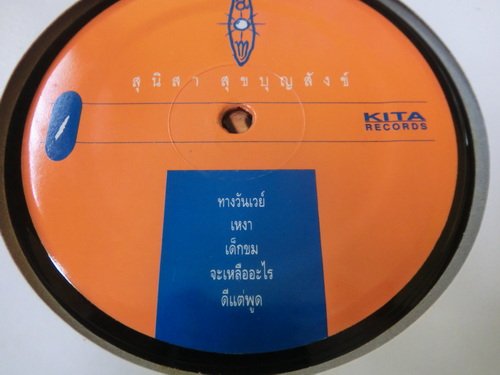 สุนิสา สุขบุญสังข์
KITA
RECORDS
ทางวันเวย์
เหงา
เด็กขม
จะเหลืออะไร
ดีแต่พูด